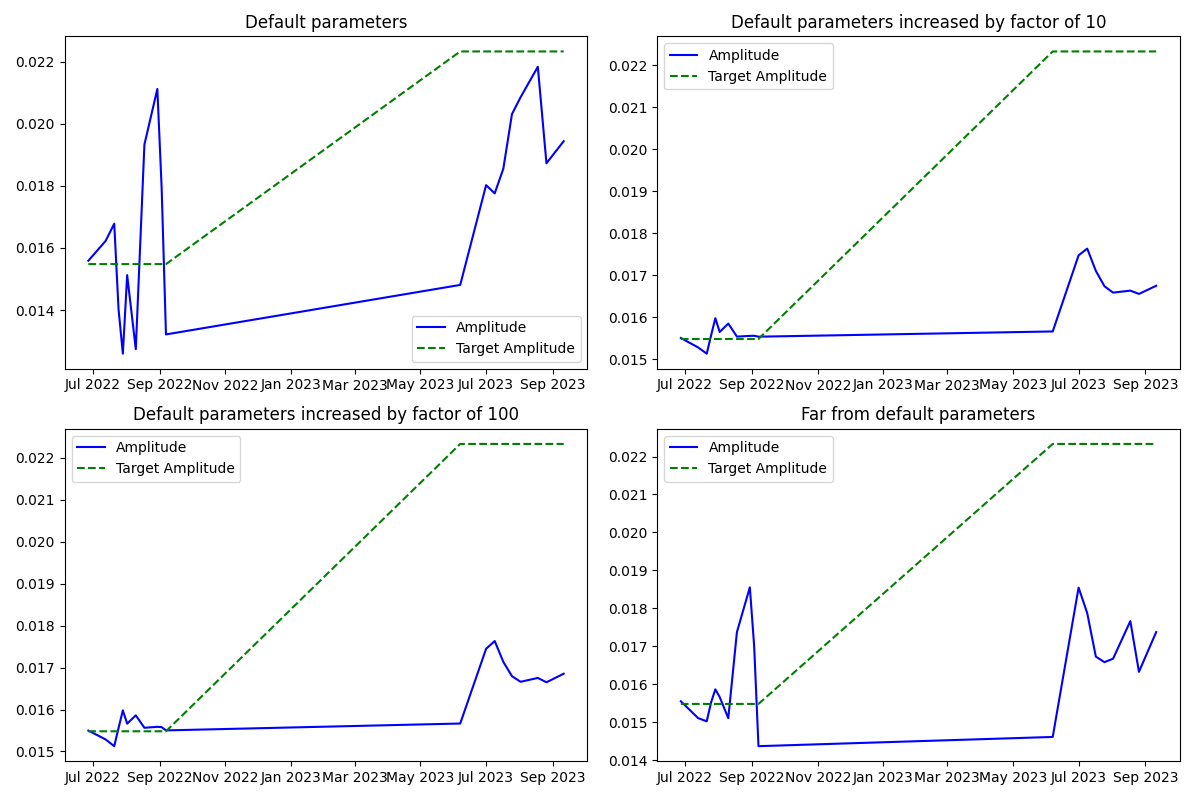 Default parameters
0.022
0.020
0.018
0.016
0.014
Amplitude
Target Amplitude
Jul 2022 Sep 2022 Nov 2022 Jan 2023 Mar 2023 May 2023 Jul 2023 Sep 2023
Default parameters increased by factor of 10
Amplitude
Target Amplitude
0.022
0.021
0.020
0.019
0.018
0.017
0.016
0.015
Jul 2022 Sep 2022 Nov 2022 Jan 2023 Mar 2023 May 2023 Jul 2023 Sep 2023
Default parameters increased by factor of 100
Amplitude
Target Amplitude
0.022
0.021
0.020
0.019
0.018
0.017
0.016
0.015
Jul 2022 Sep 2022 Nov 2022 Jan 2023 Mar 2023 May 2023 Jul 2023 Sep 2023
Far from default parameters
Amplitude
Target Amplitude
0.022
0.021
0.020
0.019
0.018
0.017
0.016
0.015
0.014
Jul 2022 Sep 2022 Nov 2022 Jan 2023 Mar 2023 May 2023 Jul 2023 Sep 2023